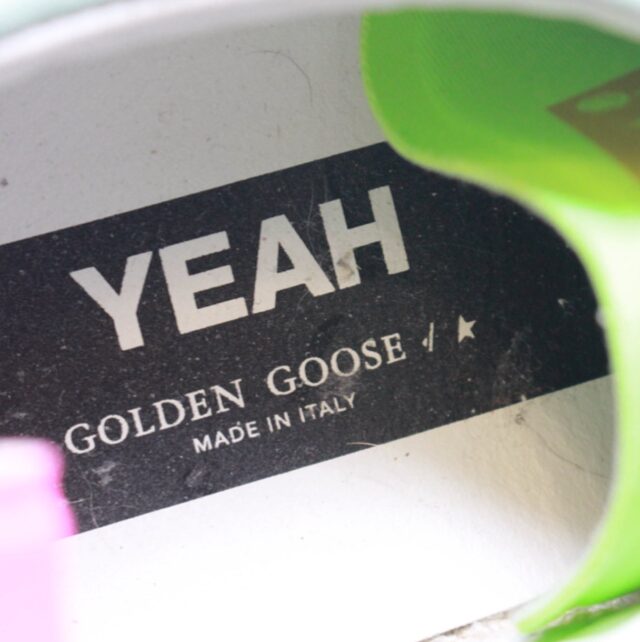 YEAH
GOLDEN GOOSE / ★
MADE IN ITALY